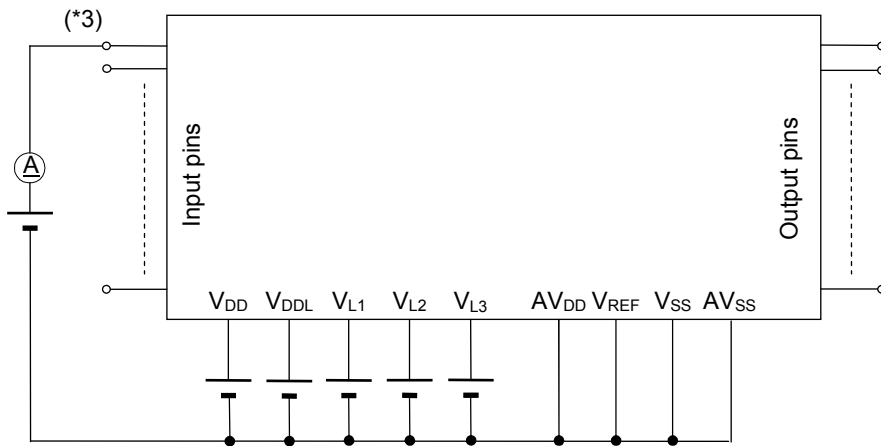 (*3)
A
Input pins
Output pins
VDD VDDL VL1 VL2 VL3 AVDD VREF VSS AVSS